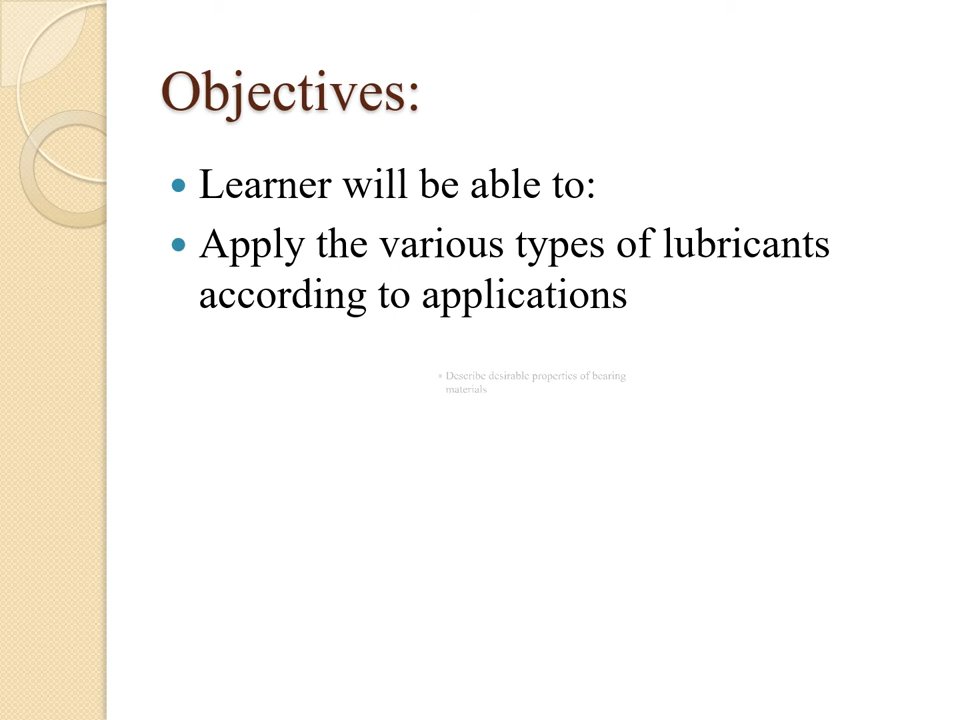 Objectives:
• Learner will be able to:
• Apply the various types of lubricants
according to applications
• Describe desirable properties of bearing
materials